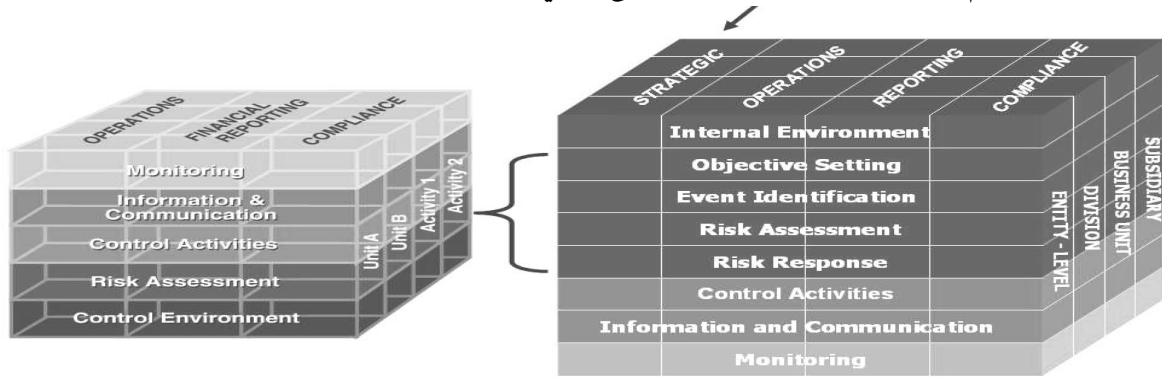 OPERATIONS
FINANCIAL
REPORTING
COMPLIANCE
Monitoring
Information &
Communication
Control Activities
Risk Assessment
Control Environment
Unit A
Unit B
Activity 1
Activity 2
STRATEGIC
OPERATIONS
REPORTING
COMPLIANCE
Internal Environment
Objective Setting
Event Identification
Risk Assessment
Risk Response
Control Activities
Information and Communication
Monitoring
ENTITY - LEVEL
DIVISION
BUSINESS UNIT
SUBSIDIARY